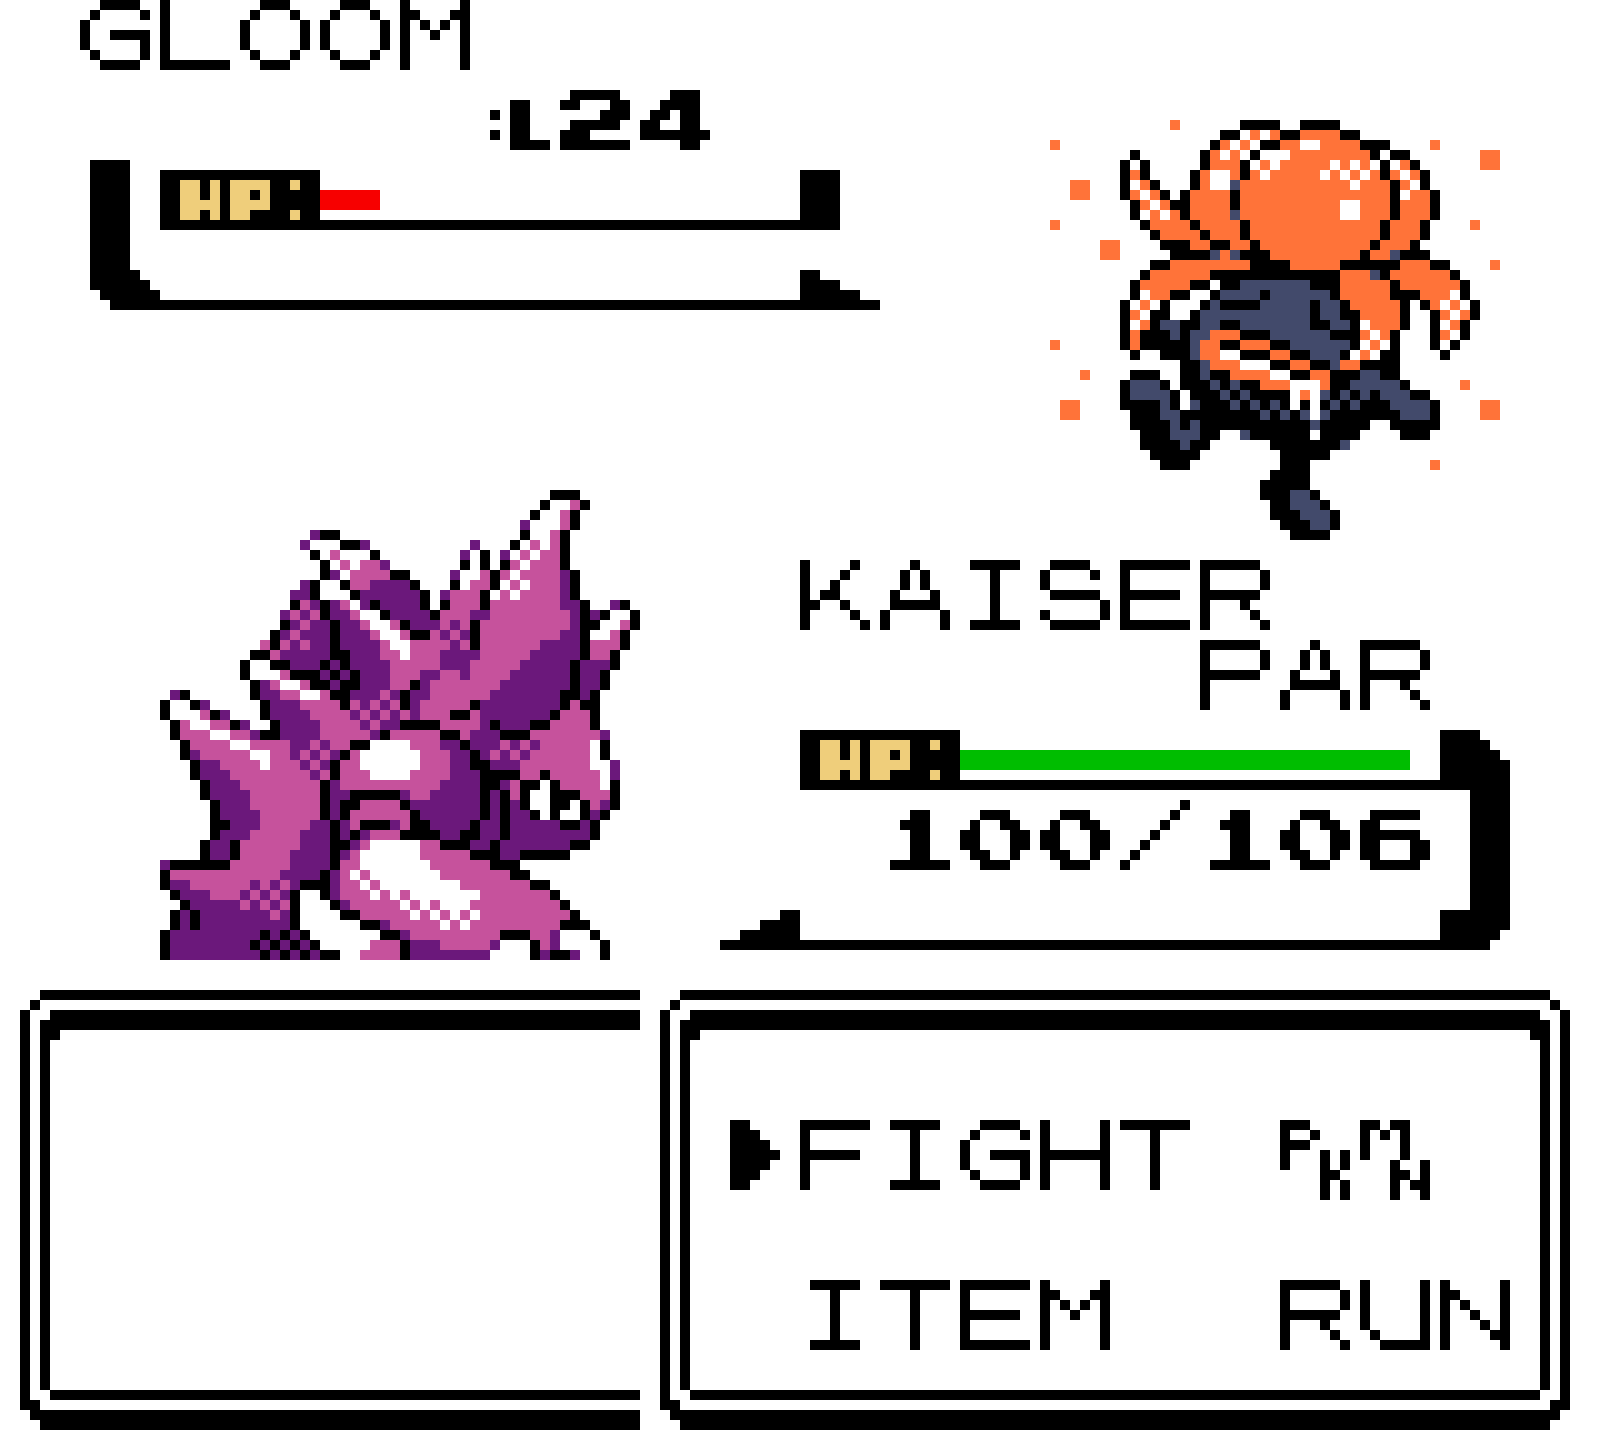 GLOOM
:L24
HP:
KAISER
PAR
HP:
100/106
FIGHT PKMN
ITEM RUN